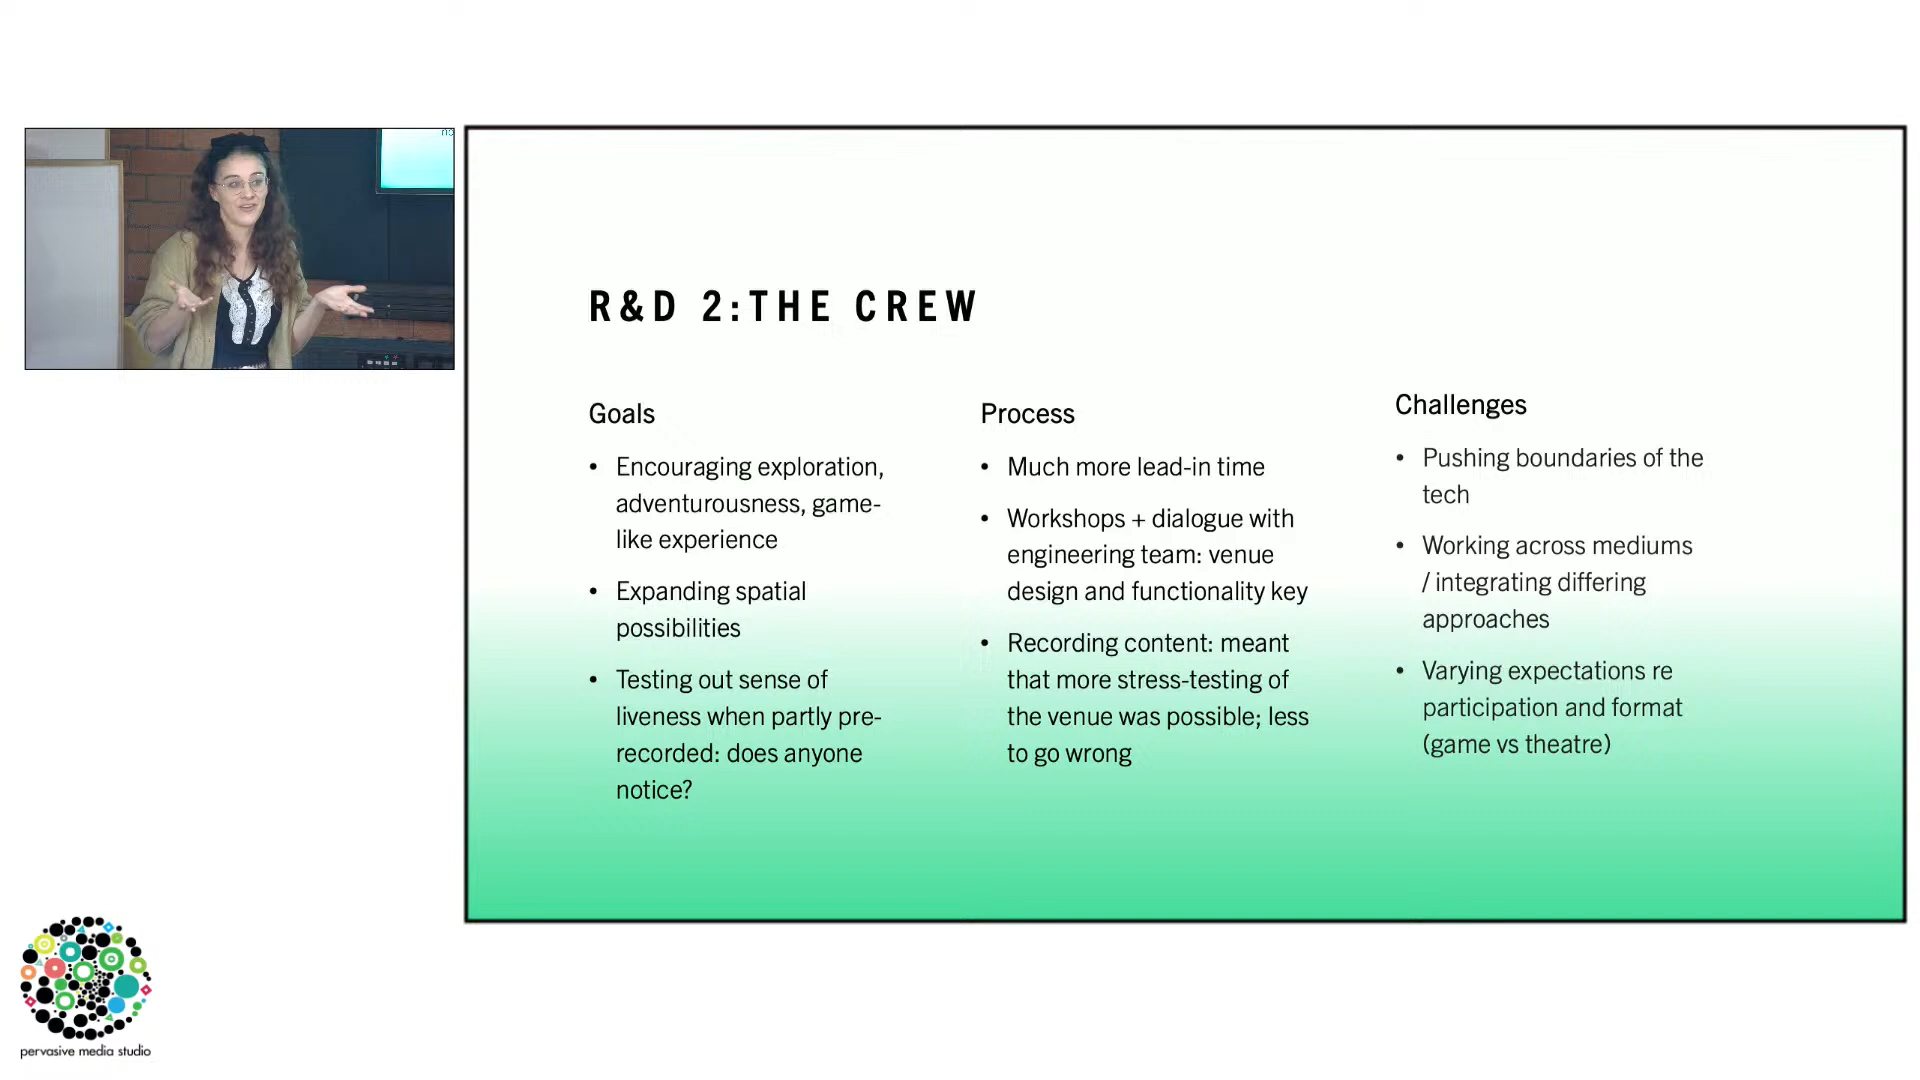 no
R&D 2:THE CREW
Goals
• Encouraging exploration,
adventurousness, game-
like experience
• Expanding spatial
possibilities
• Testing out sense of
liveness when partly pre-
recorded: does anyone
notice?
Process
• Much more lead-in time
• Workshops + dialogue with
engineering team: venue
design and functionality key
• Recording content: meant
that more stress-testing of
the venue was possible; less
to go wrong
Challenges
• Pushing boundaries of the
tech
• Working across mediums
/ integrating differing
approaches
• Varying expectations re
participation and format
(game vs theatre)
pervasive media studio